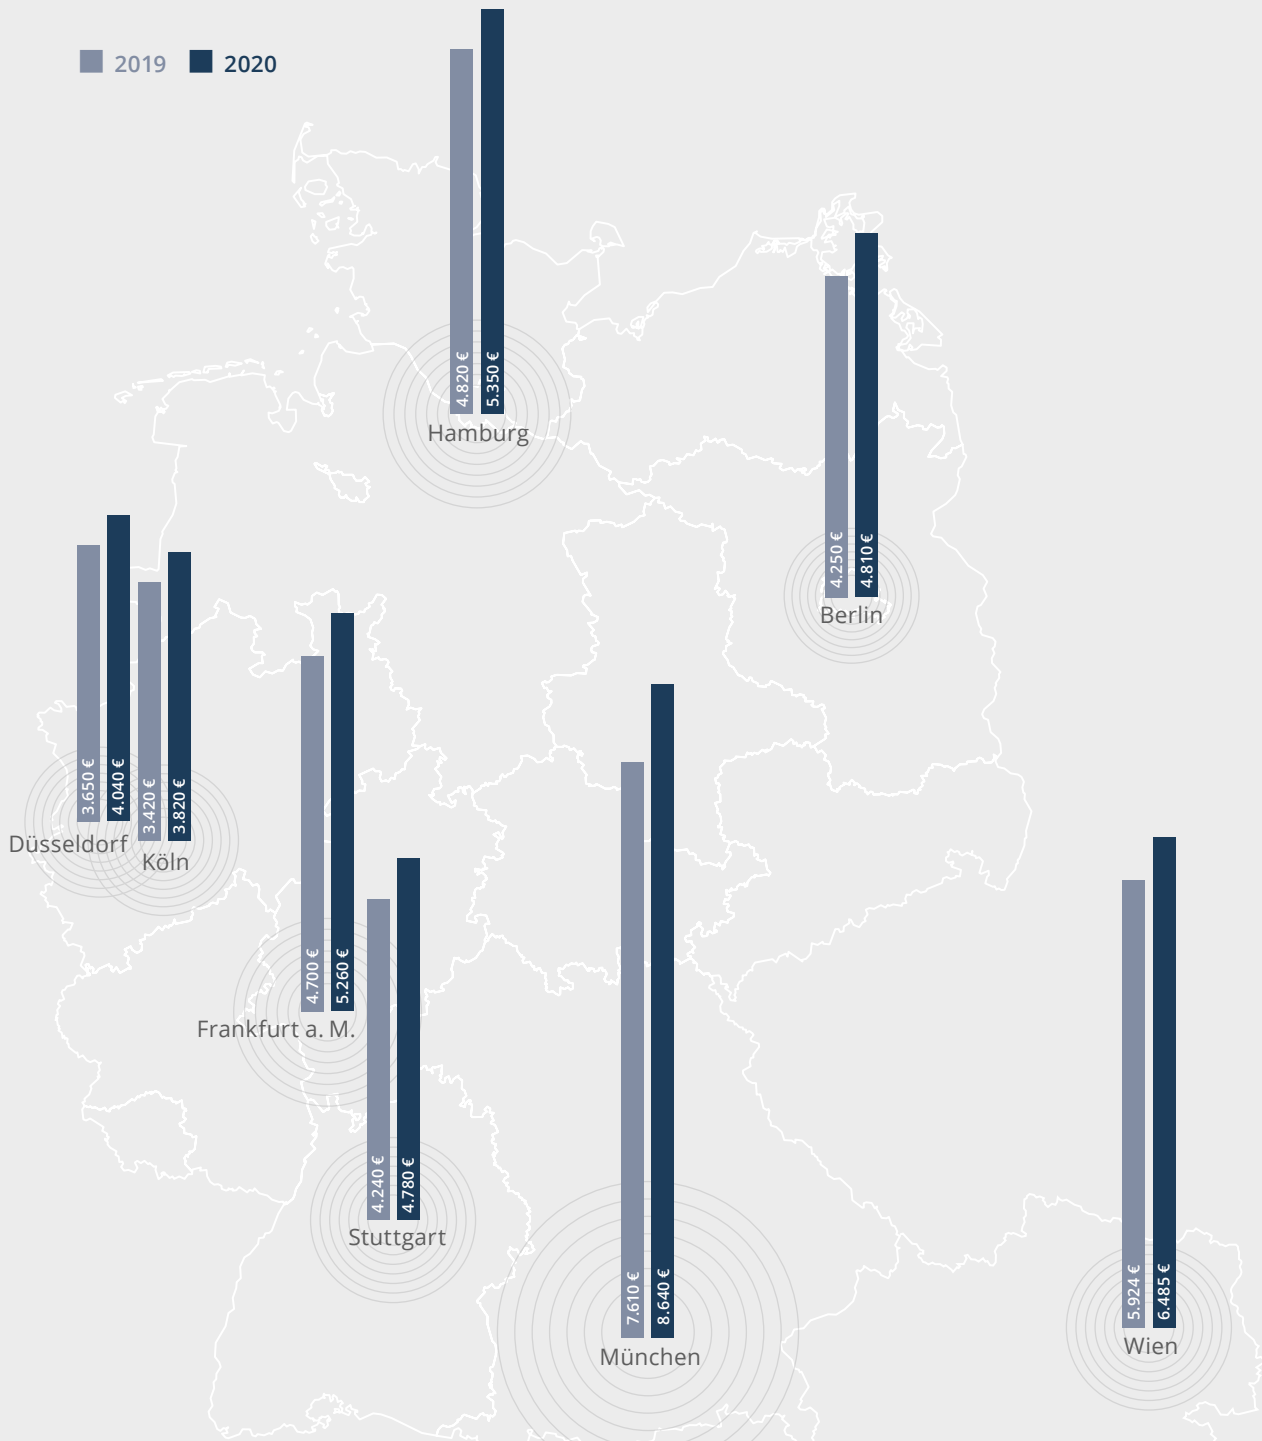 2019 2020
4.820 €
5.350 €
Hamburg
4.250 €
4.810 €
Berlin
3.650 €
4.040 €
Düsseldorf
3.420 €
3.820 €
Köln
4.700 €
5.260 €
Frankfurt a. M.
4.240 €
4.780 €
Stuttgart
7.610 €
8.640 €
München
5.924 €
6.485 €
Wien